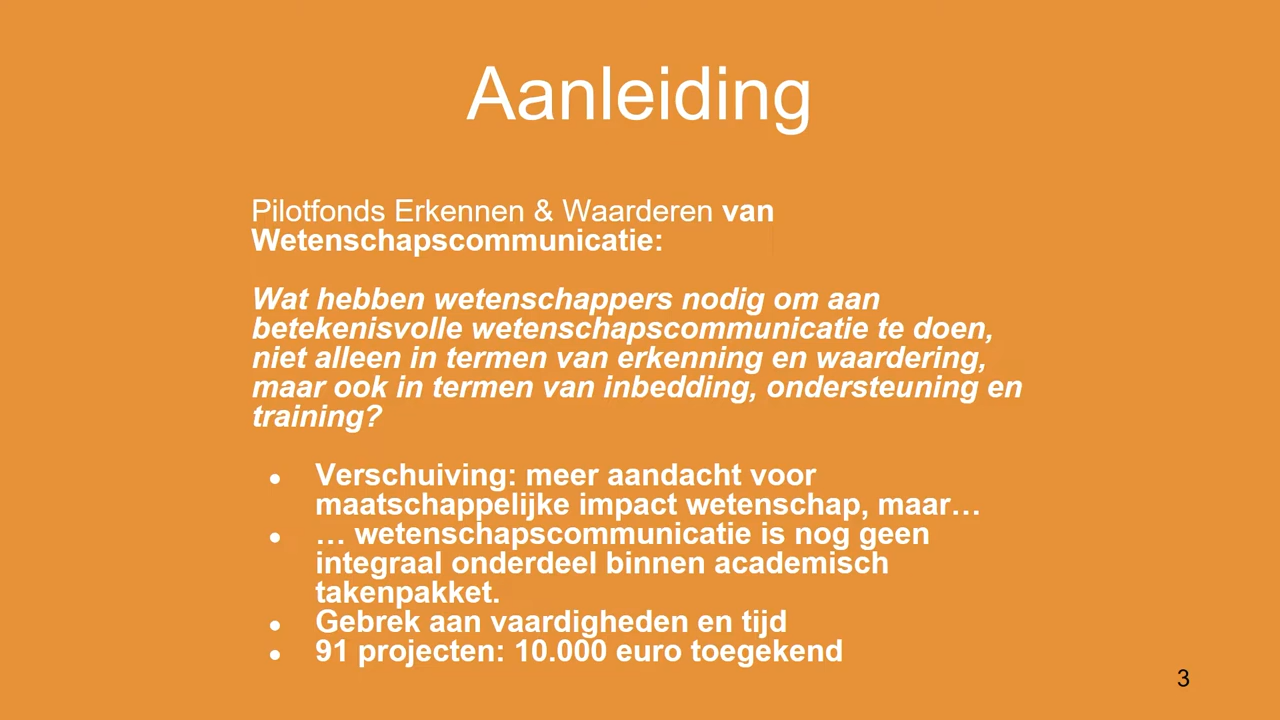 Aanleiding
Pilotfonds Erkennen & Waarderen van
Wetenschapscommunicatie:
Wat hebben wetenschappers nodig om aan
betekenisvolle wetenschapscommunicatie te doen,
niet alleen in termen van erkenning en waardering,
maar ook in termen van inbedding, ondersteuning en
training?
● Verschuiving: meer aandacht voor
maatschappelijke impact wetenschap, maar…
● … wetenschapscommunicatie is nog geen
integraal onderdeel binnen academisch
takenpakket.
● Gebrek aan vaardigheden en tijd
● 91 projecten: 10.000 euro toegekend
3